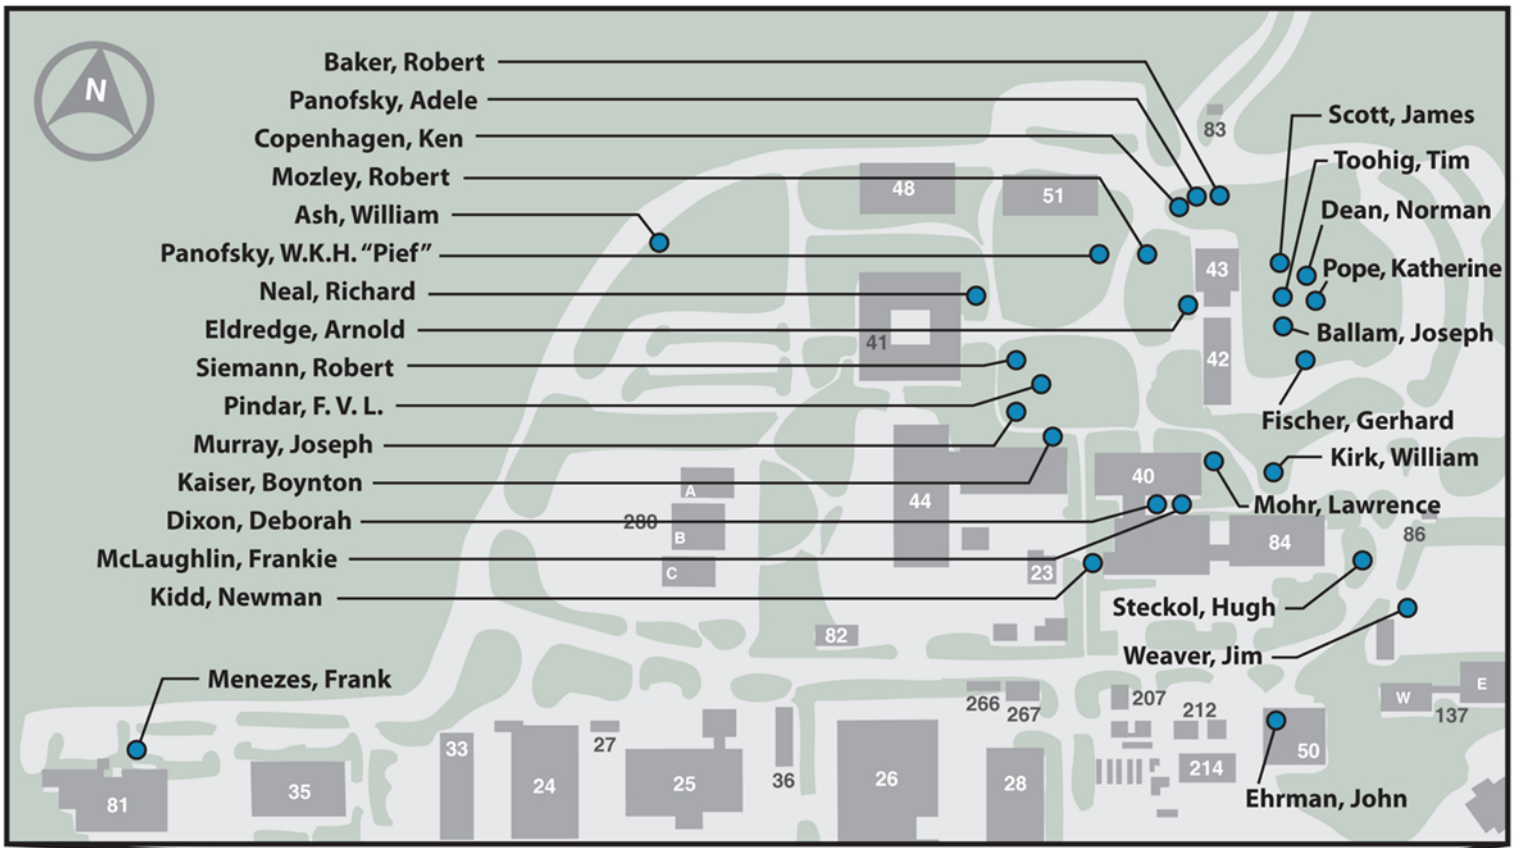 N
Baker, Robert
Panofsky, Adele
Copenhagen, Ken
Mozley, Robert
Ash, William
Panofsky, W.K.H. “Pief”
Neal, Richard
Eldredge, Arnold
Siemann, Robert
Pindar, F. V. L.
Murray, Joseph
Kaiser, Boynton
Dixon, Deborah
McLaughlin, Frankie
Kidd, Newman
Menezes, Frank
Scott, James
Toohig, Tim
Dean, Norman
Pope, Katherine
Ballam, Joseph
Fischer, Gerhard
Kirk, William
Mohr, Lawrence
Steckol, Hugh
Weaver, Jim
Ehrman, John
83
48
51
43
41
42
A
280
B
C
44
40
84
86
23
82
266
267
207
212
W
E
137
33
27
24
25
36
26
28
214
50
35
81